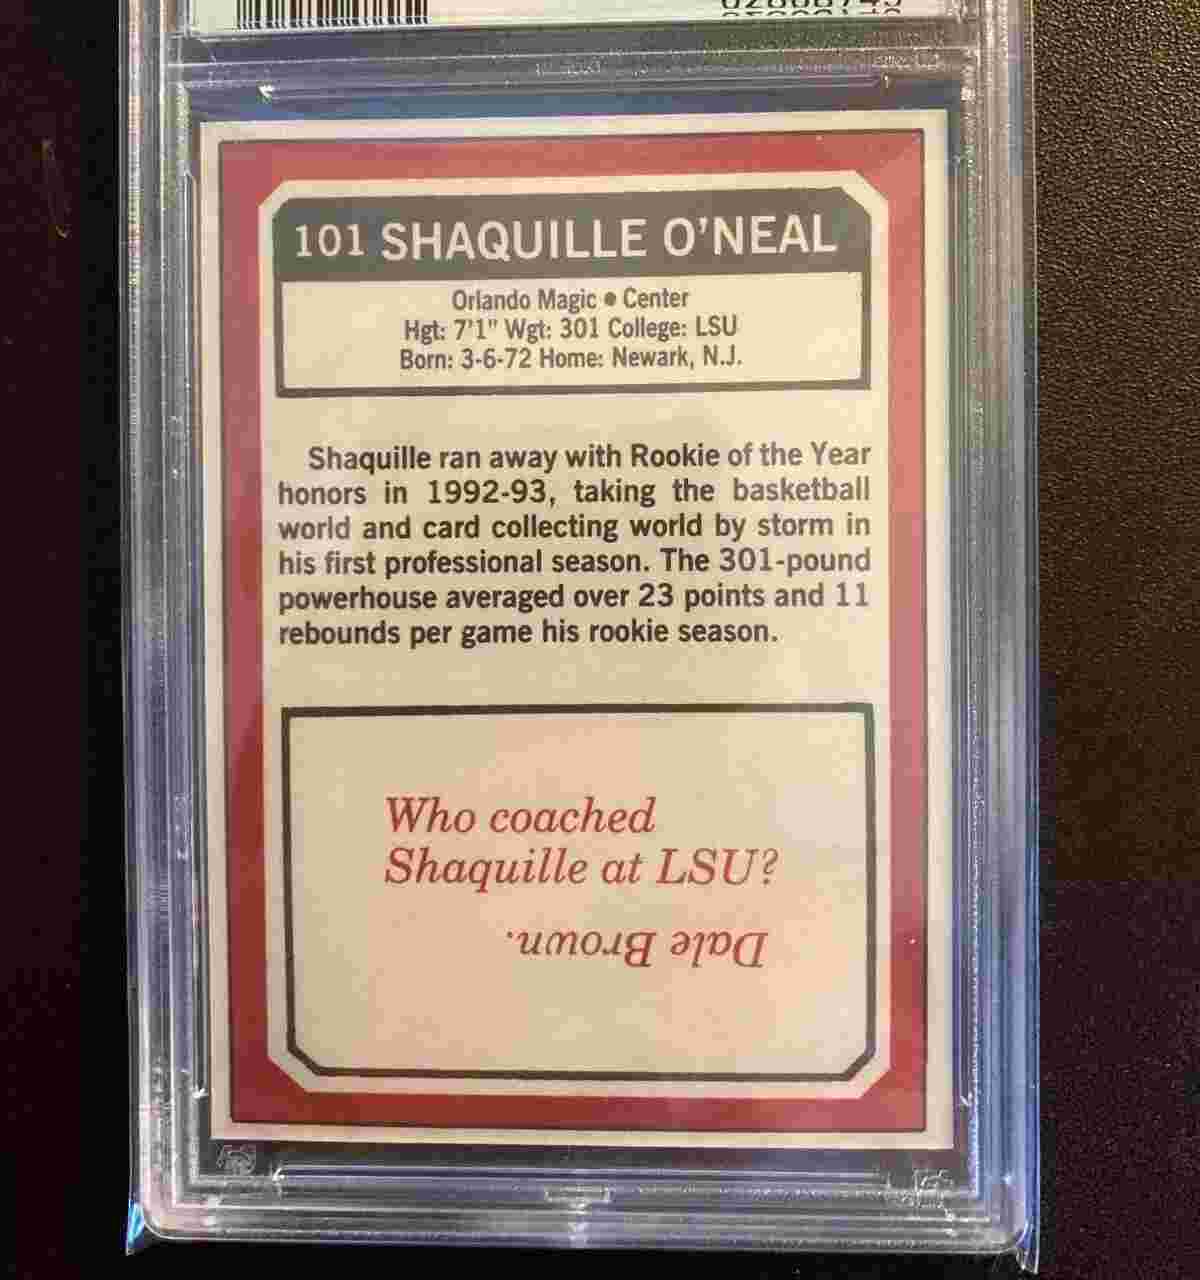 101 SHAQUILLE O'NEAL
Orlando Magic ● Center
Hgt: 7'1" Wgt: 301 College: LSU
Born: 3-6-72 Home: Newark, N.J.
Shaquille ran away with Rookie of the Year
honors in 1992-93, taking the basketball
world and card collecting world by storm in
his first professional season. The 301-pound
powerhouse averaged over 23 points and 11
rebounds per game his rookie season.
Who coached
Shaquille at LSU?
Dale Brown.